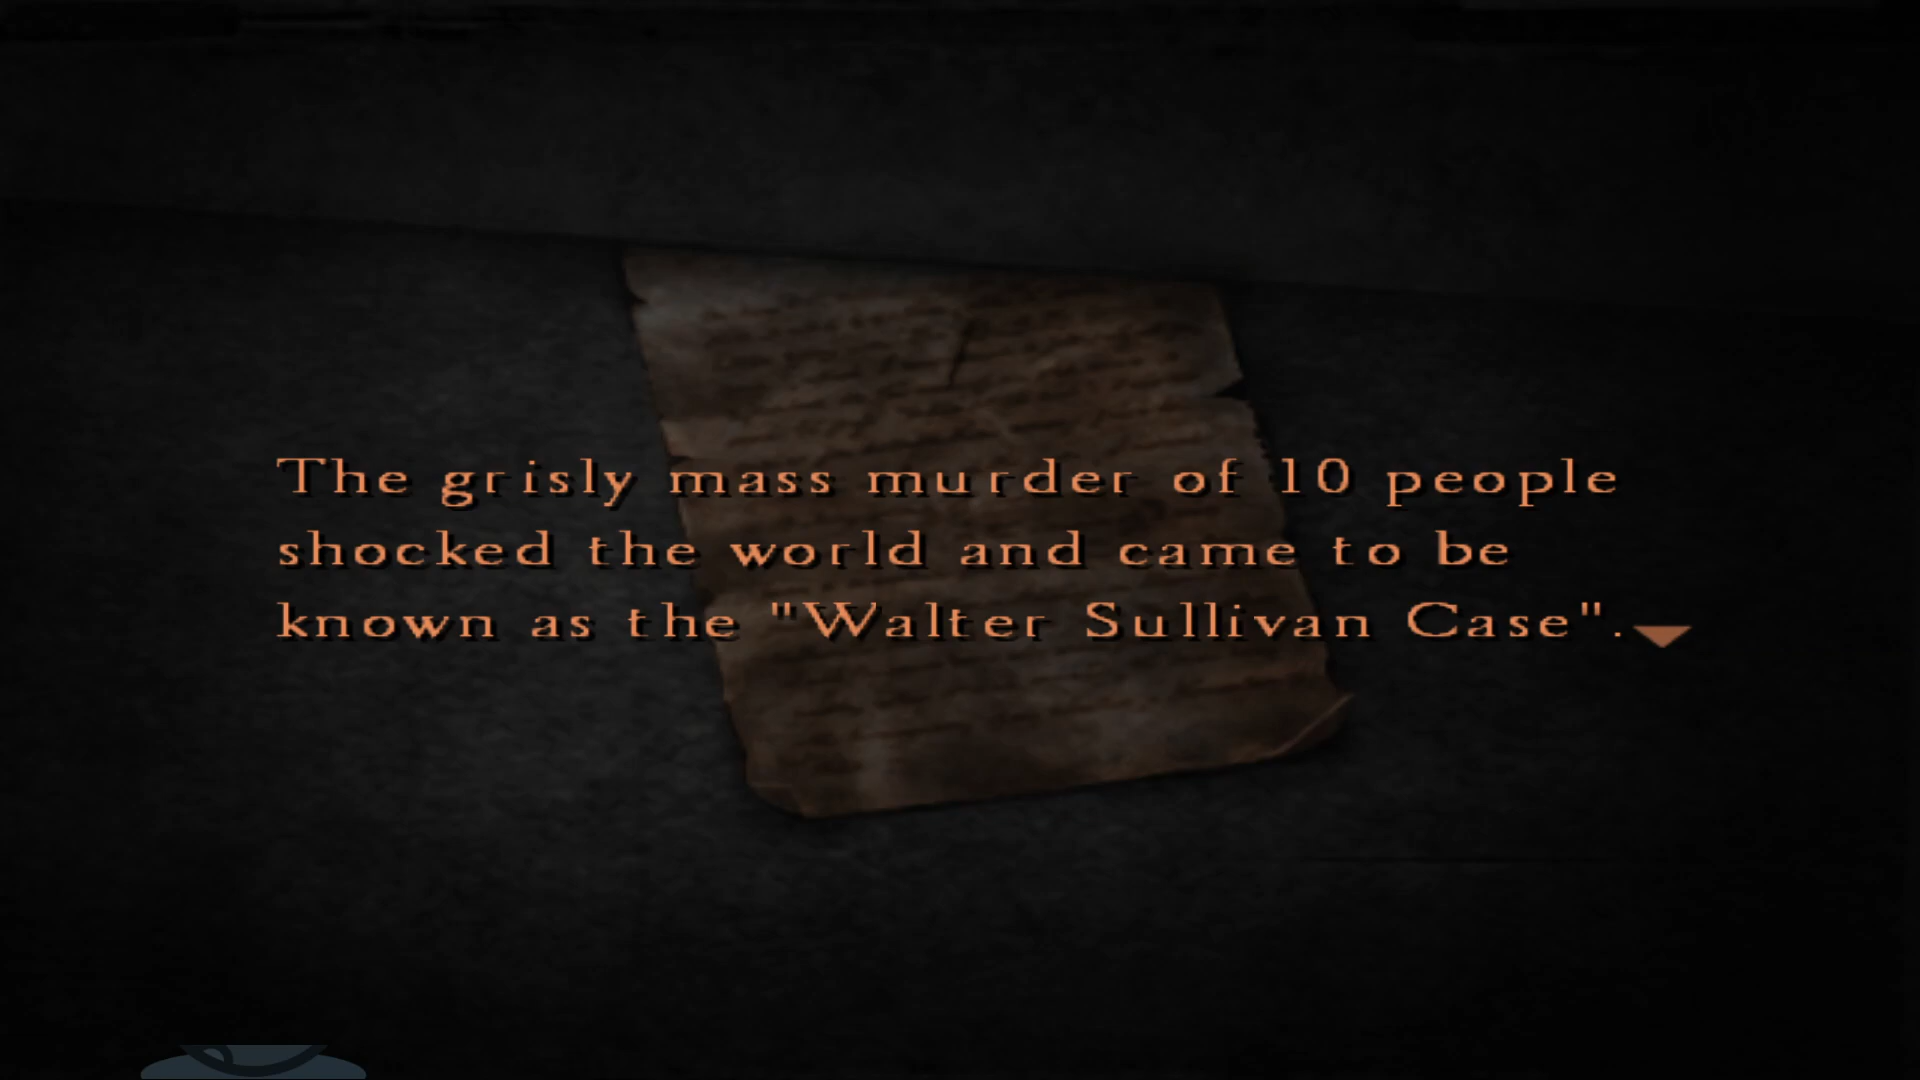 The grisly mass murder of 10 people
shocked the world and came to be
known as the "Walter Sullivan Case".